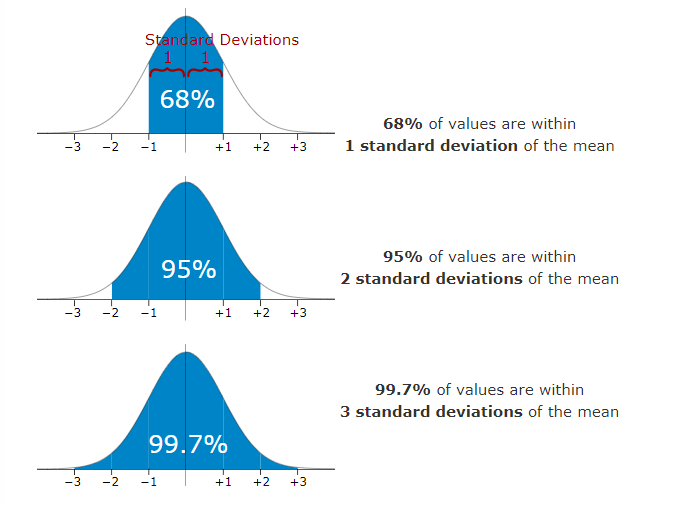 Standard Deviations
1 1
68%
−3 −2 −1 +1 +2 +3
68% of values are within
1 standard deviation of the mean
95%
−3 −2 −1 +1 +2 +3
95% of values are within
2 standard deviations of the mean
99.7%
−3 −2 −1 +1 +2 +3
99.7% of values are within
3 standard deviations of the mean